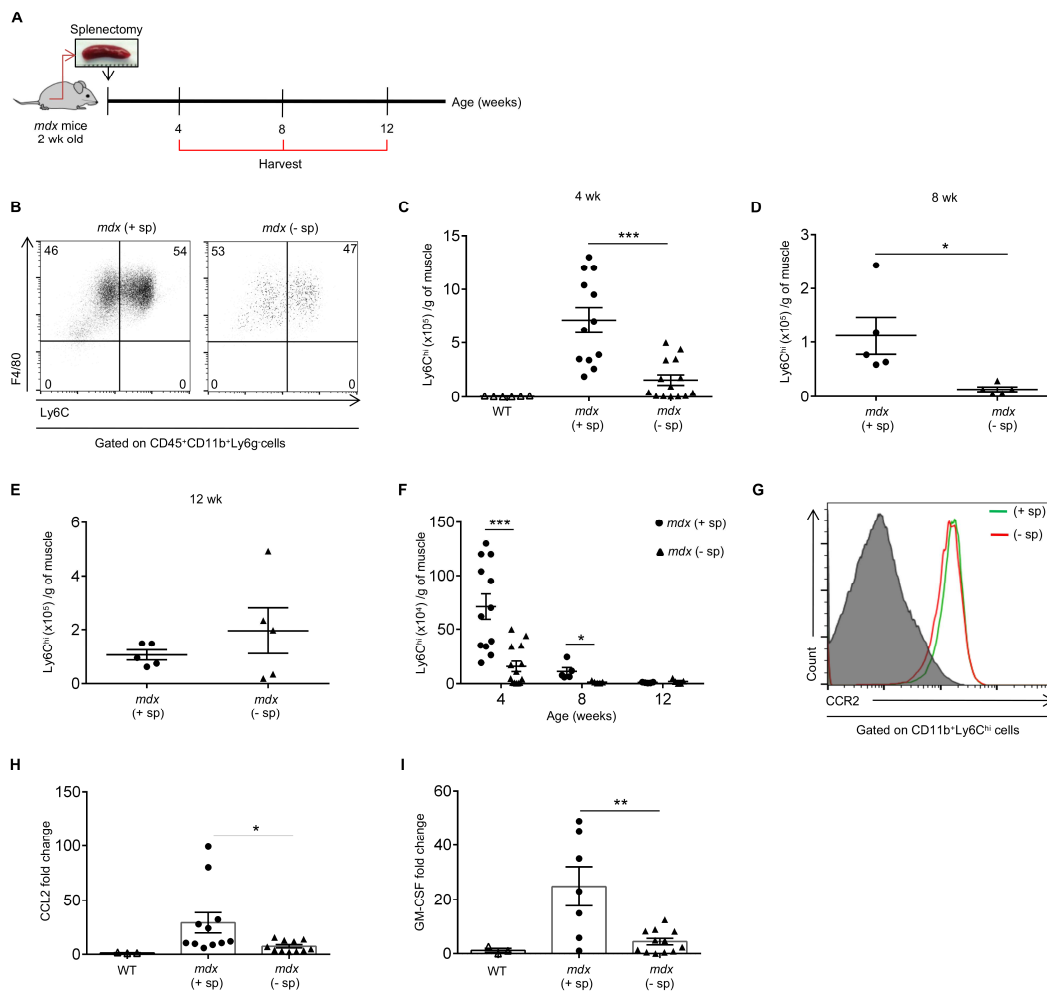 A
Splenectomy
mdx mice
2 wk old
4
8
12
Age (weeks)
Harvest
B
mdx (+ sp)
mdx (- sp)
46
54
53
47
0
0
0
0
F4/80
Ly6C
Gated on CD45⁺CD11b⁺Ly6g⁻cells
C
4 wk
Ly6Cʰⁱ (x10⁵) /g of muscle
15
10
5
0
***
WT
mdx
(+ sp)
mdx
(- sp)
D
8 wk
Ly6Cʰⁱ (x10⁵) /g of muscle
3
2
1
0
*
mdx
(+ sp)
mdx
(- sp)
E
12 wk
Ly6Cʰⁱ (x10⁵) /g of muscle
6
4
2
0
mdx
(+ sp)
mdx
(- sp)
F
Ly6Cʰⁱ (x10⁴) /g of muscle
150
100
50
0
***
*
mdx (+ sp)
mdx (- sp)
4
8
12
Age (weeks)
G
(+ sp)
(- sp)
Count
CCR2
Gated on CD11b⁺Ly6Cʰⁱ cells
H
CCL2 fold change
150
100
50
0
*
WT
mdx
(+ sp)
mdx
(- sp)
I
GM-CSF fold change
60
40
20
0
**
WT
mdx
(+ sp)
mdx
(- sp)